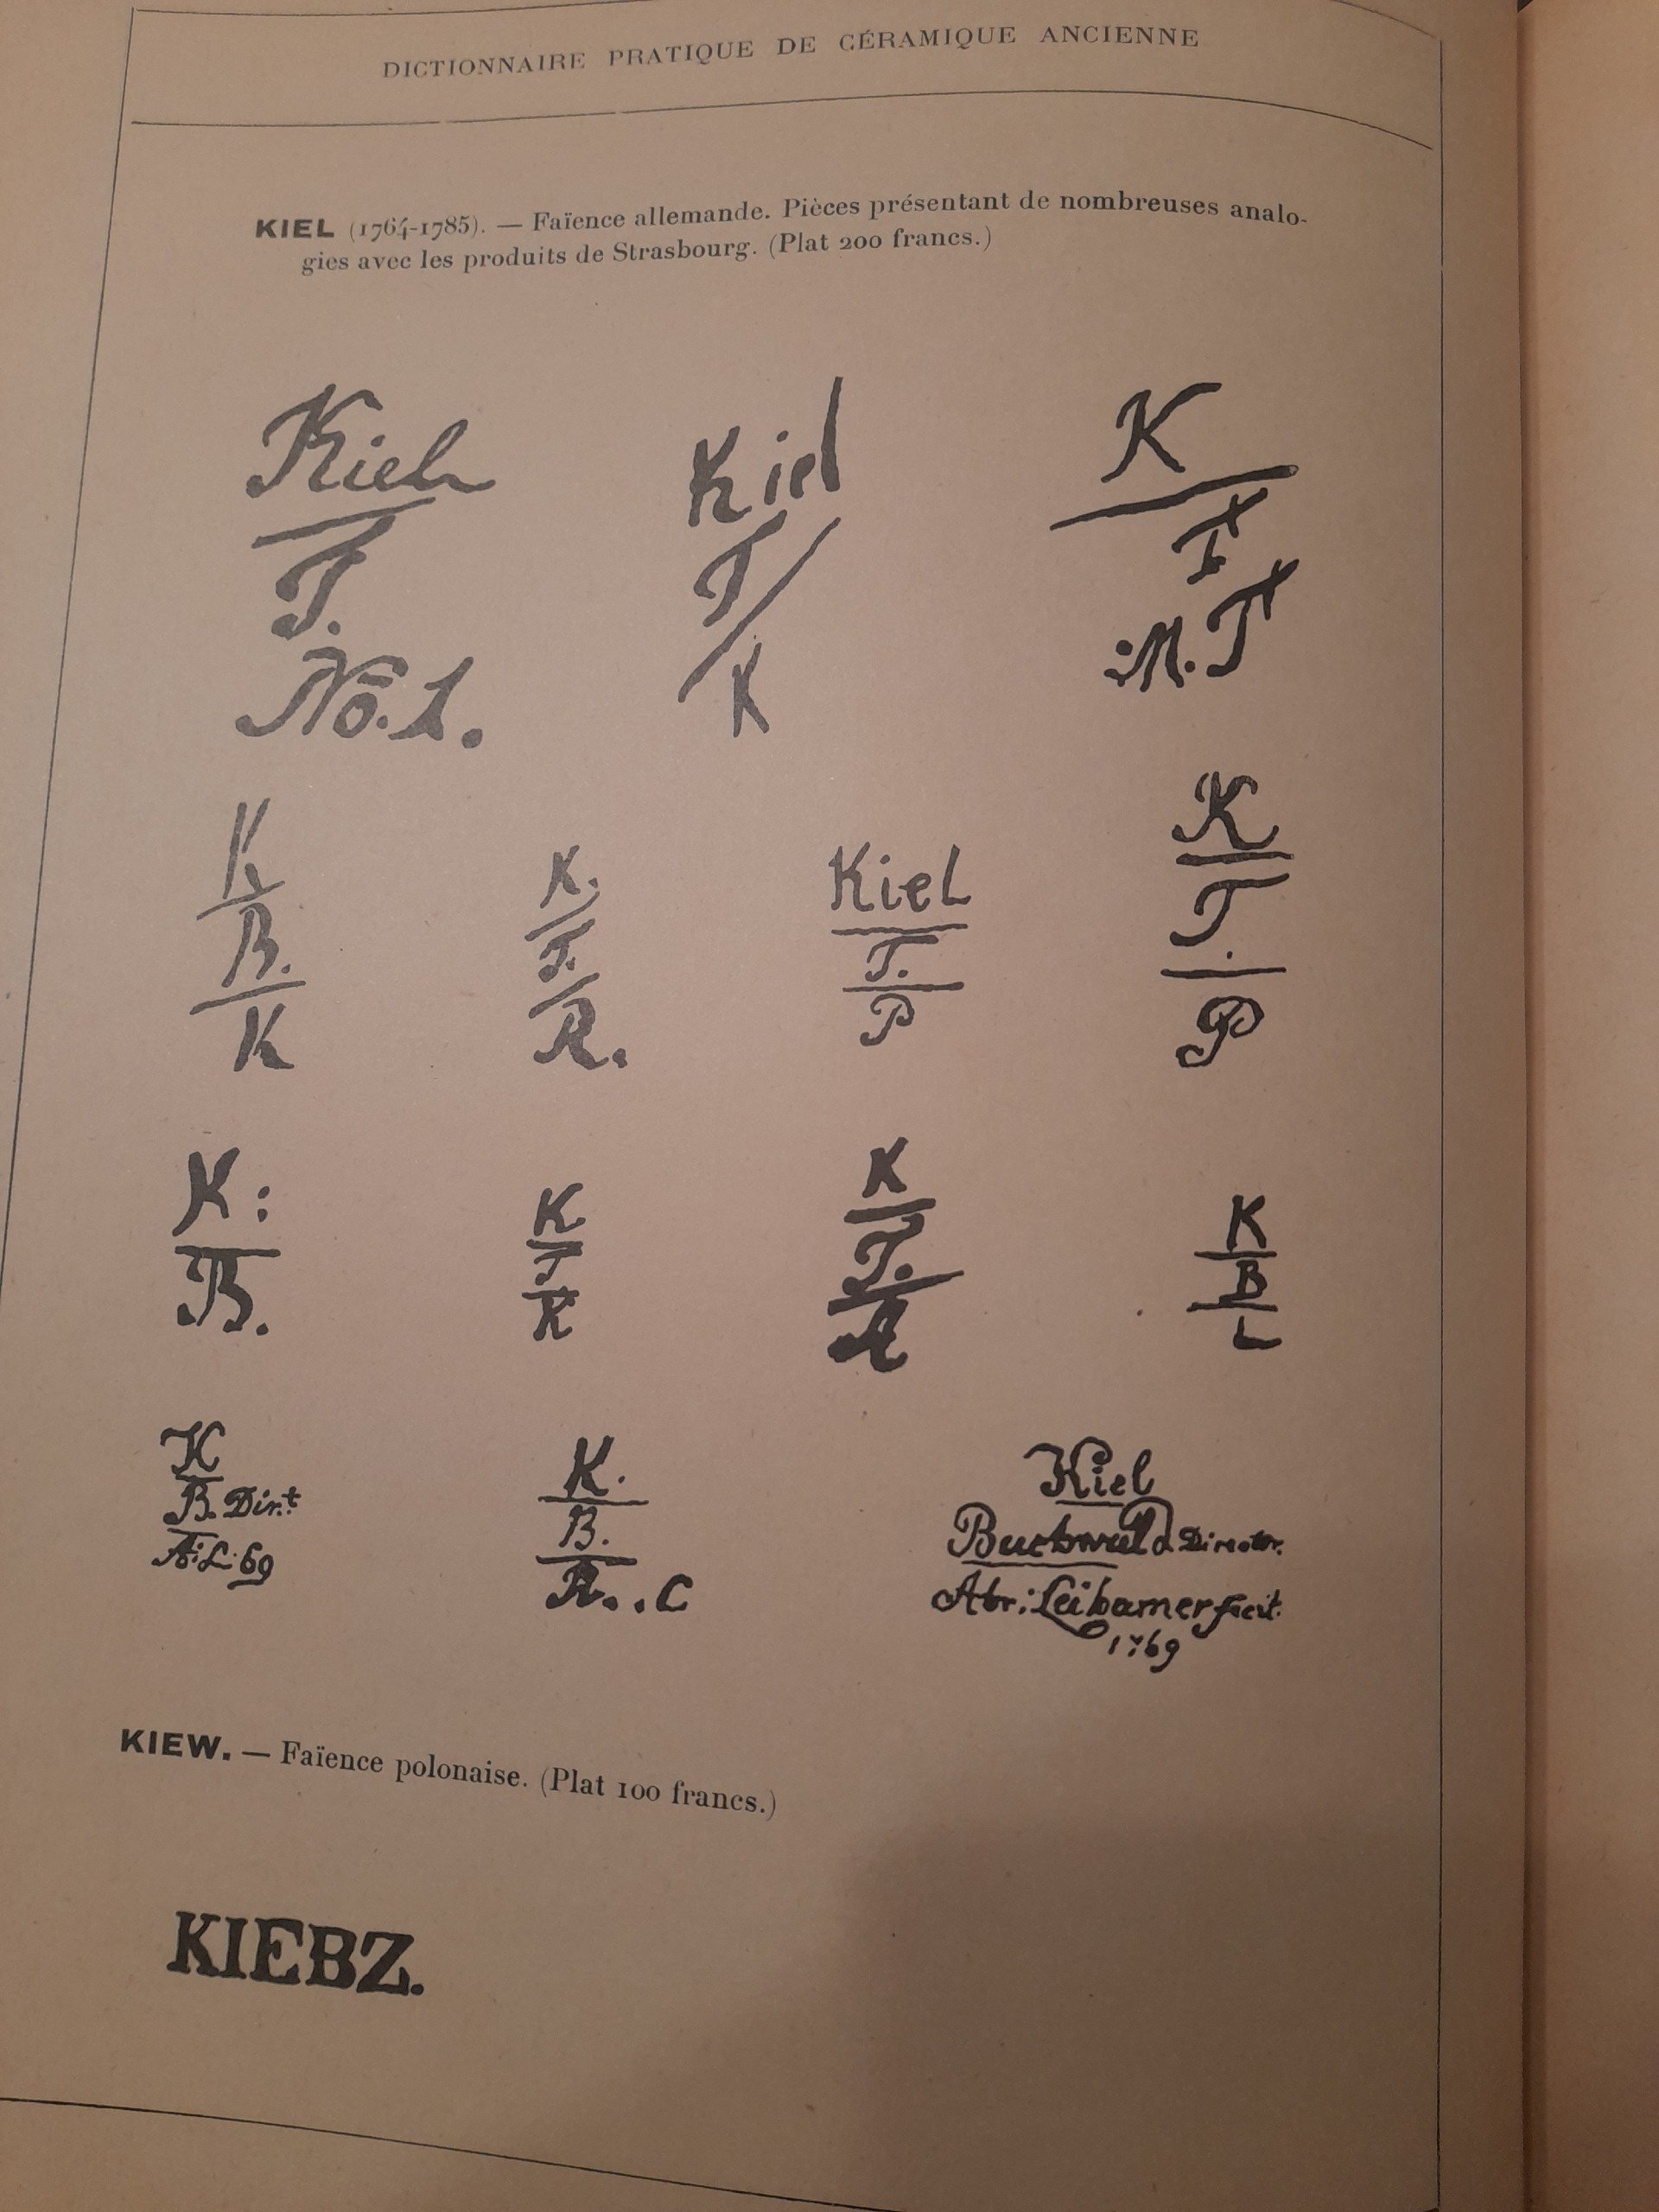 DICTIONNAIRE PRATIQUE DE CÉRAMIQUE ANCIENNE
KIEL (1764-1785). — Faïence allemande. Pièces présentant de nombreuses analo-
gies avec les produits de Strasbourg. (Plat 200 francs.)
Kiel
T.
No. 1.
Kiel
T
K
K
T
:M.T
K
B.
K
K.
T.
R.
Kiel
T.
P
K
T.
P
K:
B.
K
T
K
K
T.
K
B
L
K
B. Dirt
A:L:69
K.
B.
R...C
Kiel
Buchwald Director.
Abr: Leihamer fecit.
1769
KIEW. — Faïence polonaise. (Plat 100 francs.)
KIEBZ.